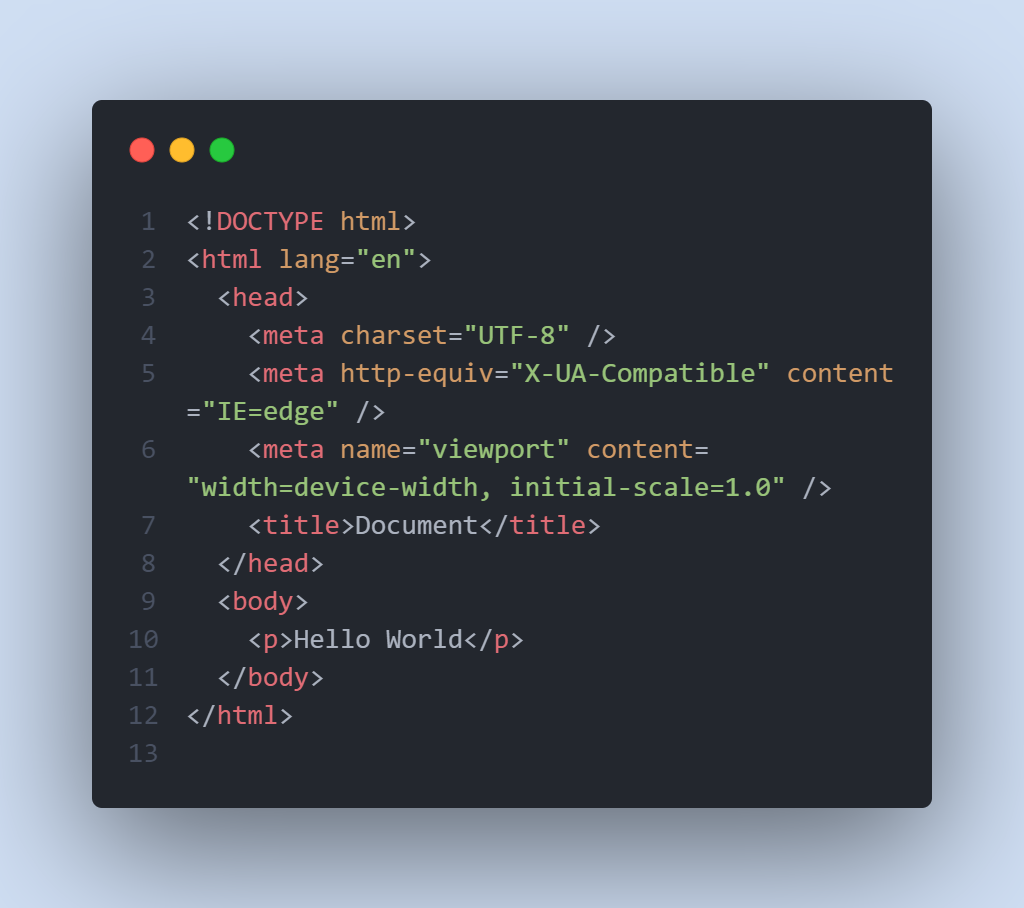 1 <!DOCTYPE html>
2 <html lang="en">
3   <head>
4     <meta charset="UTF-8" />
5     <meta http-equiv="X-UA-Compatible" content
="IE=edge" />
6     <meta name="viewport" content=
"width=device-width, initial-scale=1.0" />
7     <title>Document</title>
8   </head>
9   <body>
10     <p>Hello World</p>
11   </body>
12 </html>
13